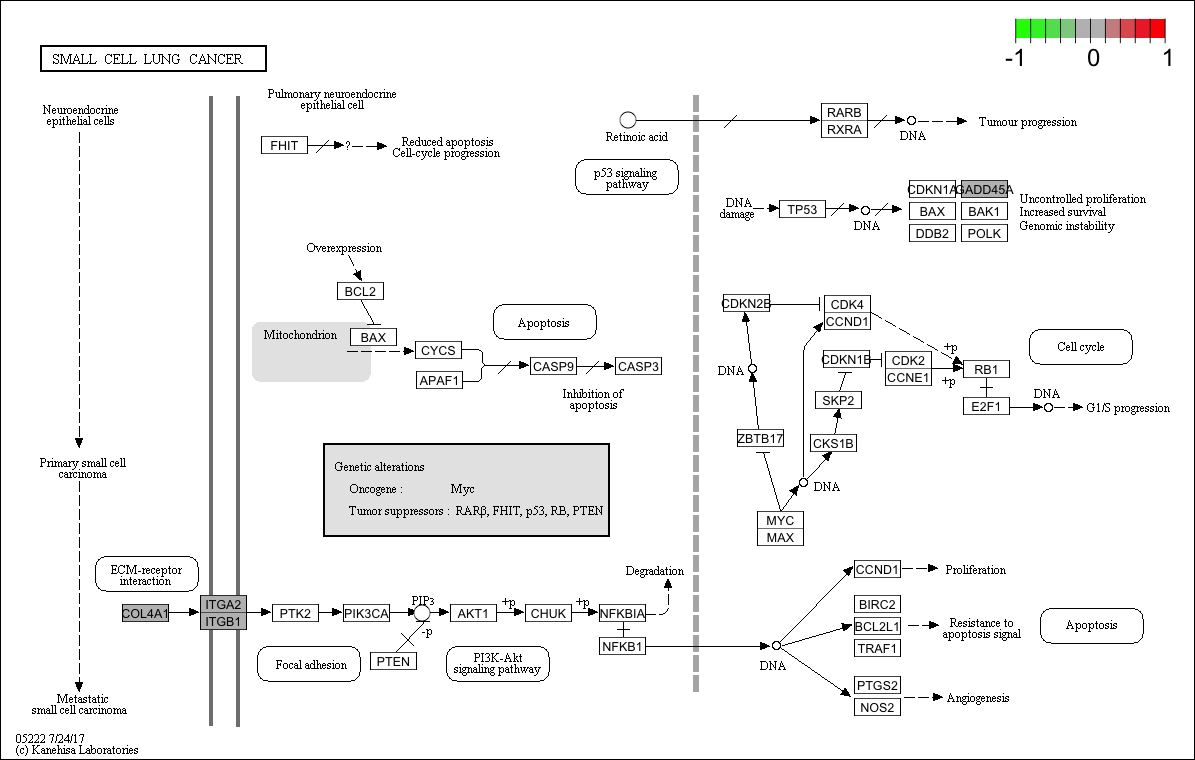 -1 0 1
SMALL CELL LUNG CANCER
Neuroendocrine
epithelial cells
Primary small cell
carcinoma
Metastatic
small cell carcinoma
Pulmonary neuroendocrine
epithelial cell
FHIT
?
Reduced apoptosis
Cell-cycle progression
Retinoic acid
RARB
RXRA
DNA
Tumour progression
p53 signaling
pathway
DNA
damage
TP53
DNA
CDKN1A
GADD45A
BAX
BAK1
DDB2
POLK
Uncontrolled proliferation
Increased survival
Genomic instability
Overexpression
BCL2
Mitochondrion
BAX
CYCS
APAF1
Apoptosis
CASP9
CASP3
Inhibition of
apoptosis
CDKN2B
CDK4
CCND1
CDKN1B
CDK2
CCNE1
+p
+p
RB1
E2F1
DNA
G1/S progression
Cell cycle
DNA
SKP2
ZBTB17
CKS1B
DNA
MYC
MAX
Genetic alterations
Oncogene : Myc
Tumor suppressors : RARβ, FHIT, p53, RB, PTEN
ECM-receptor
interaction
COL4A1
ITGA2
ITGB1
PTK2
PIK3CA
PIP3
-p
PTEN
AKT1
+p
CHUK
+p
NFKBIA
NFKB1
Degradation
Focal adhesion
PI3K-Akt
signaling pathway
DNA
CCND1
Proliferation
BIRC2
BCL2L1
TRAF1
Resistance to
apoptosis signal
Apoptosis
PTGS2
NOS2
Angiogenesis
05222 7/24/17
(c) Kanehisa Laboratories